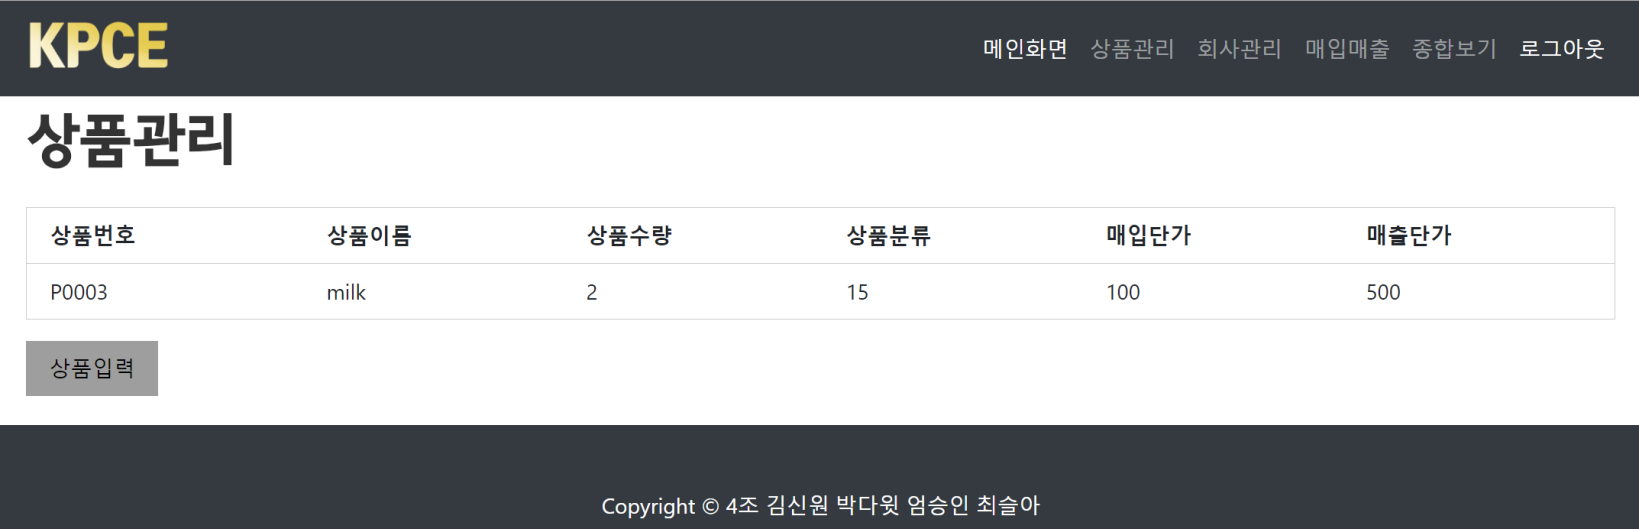 KPCE 메인화면 상품관리 회사관리 매입매출 종합보기 로그아웃
상품관리
상품번호 상품이름 상품수량 상품분류 매입단가 매출단가
P0003 milk 2 15 100 500
상품입력
Copyright © 4조 김신원 박다윗 엄승인 최슬아